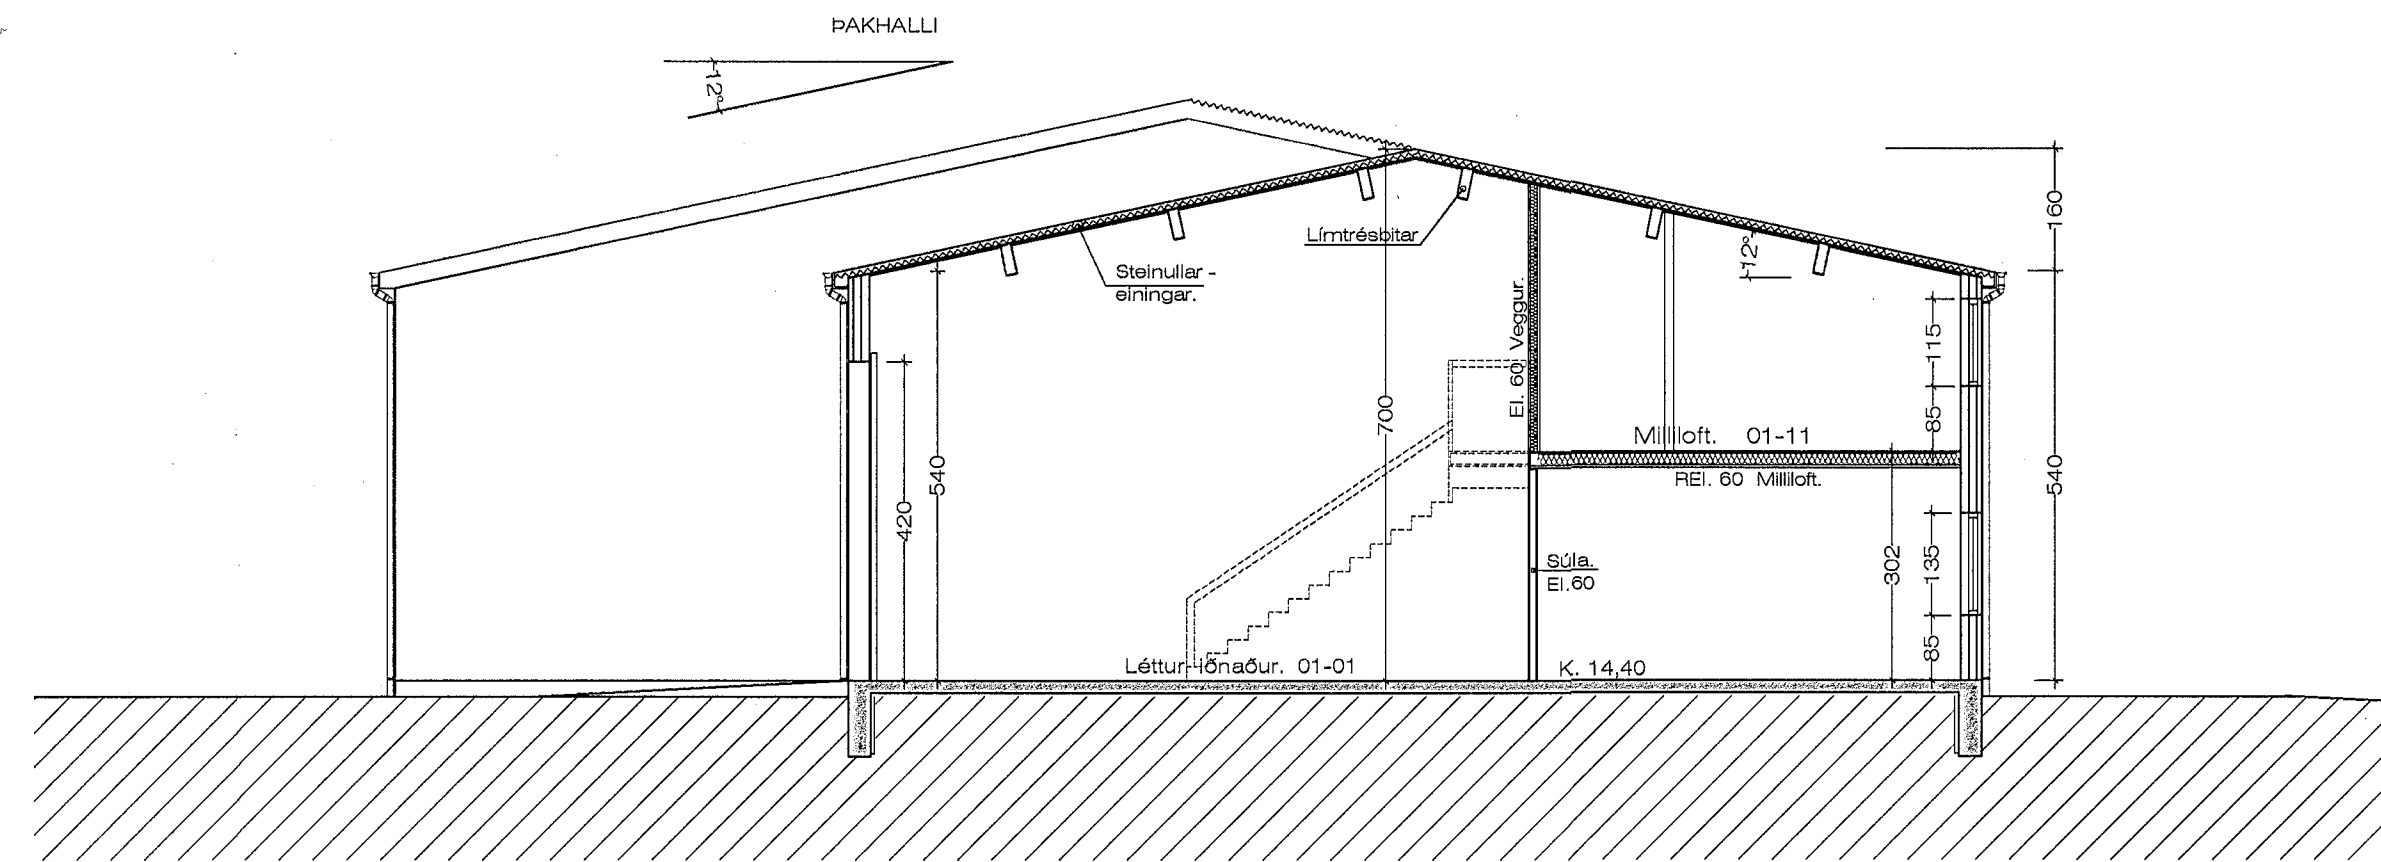 ÞAKHALLI
12°
160
Límtrésbitar
12°
Steinullar -
einingar.
EI. 60 Veggur.
115
85
700
Milliloft. 01-11
540
540
REI. 60 Milliloft.
420
302
135
Súla.
EI.60
85
Léttur-Iðnaður. 01-01
K. 14,40